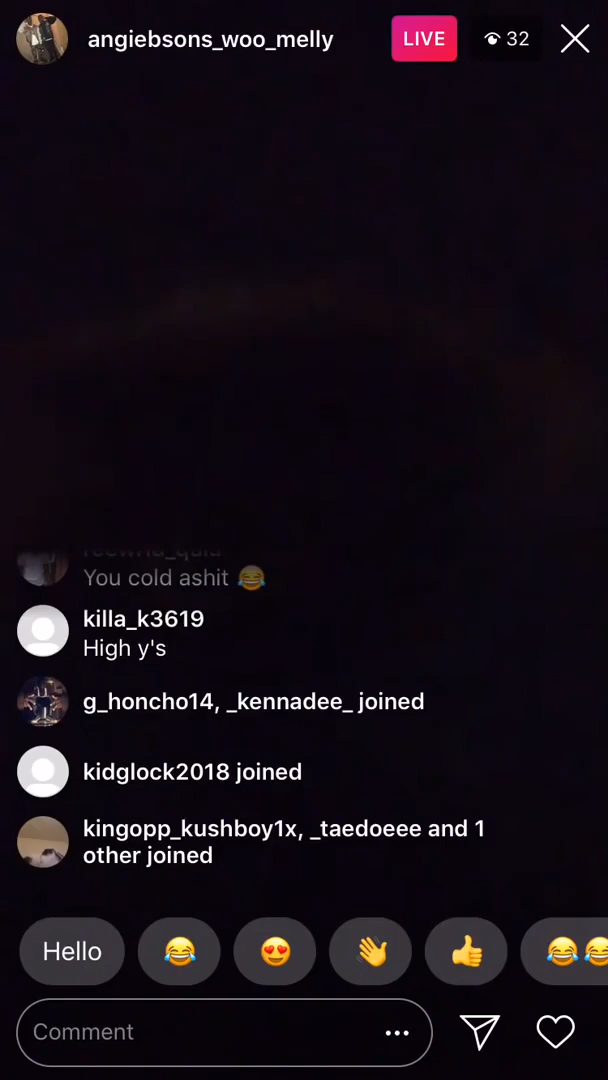 angiebsons_woo_melly
LIVE
32
You cold ashit 😂
killa_k3619
High y's
g_honcho14, _kennadee_ joined
kidglock2018 joined
kingopp_kushboy1x, _taedoeee and 1
other joined
Hello
Comment